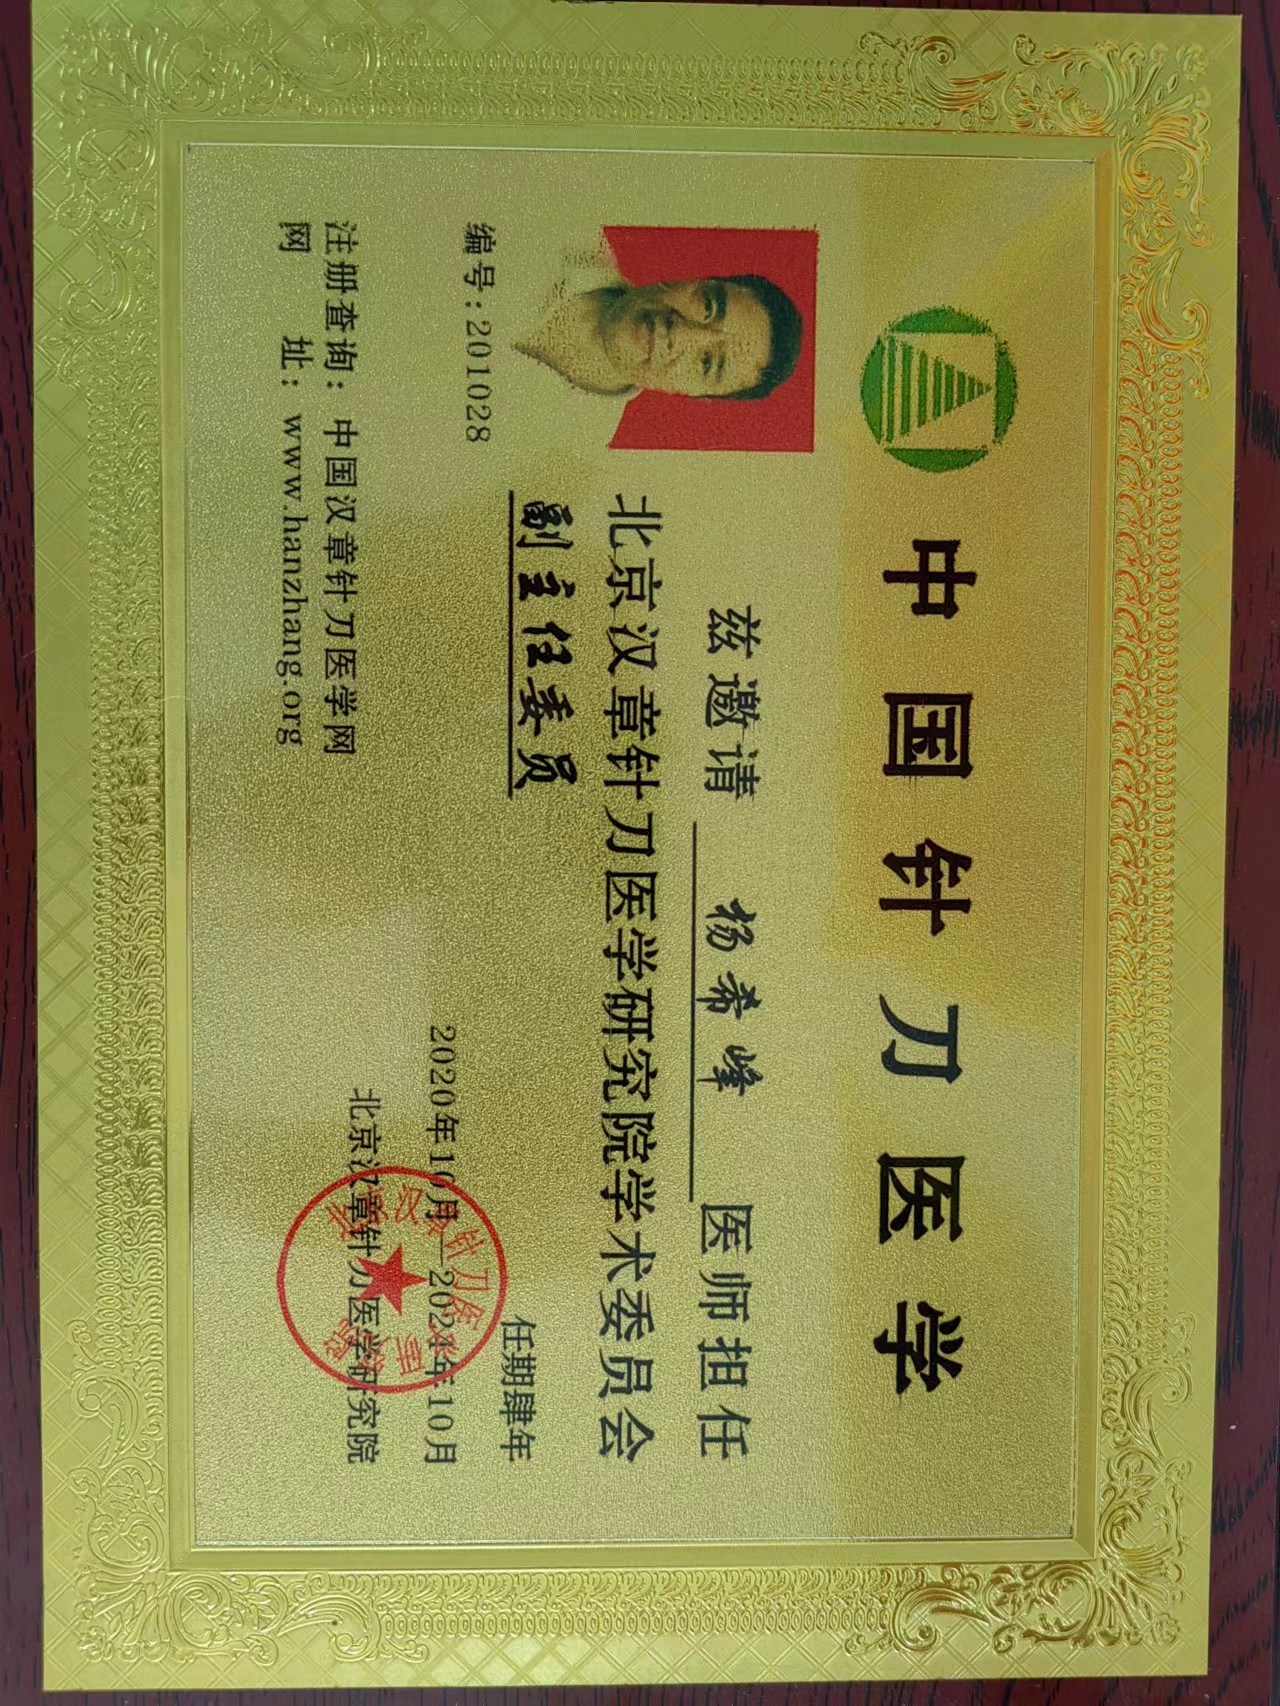 中国针刀医学
兹邀请 杨希峰 医师担任
北京汉章针刀医学研究院学术委员会
副主任委员
编号:201028
任期肆年
2020年10月—2024年10月
北京汉章针刀医学研究院
注册查询：中国汉章针刀医学网
网 址：www.hanzhang.org